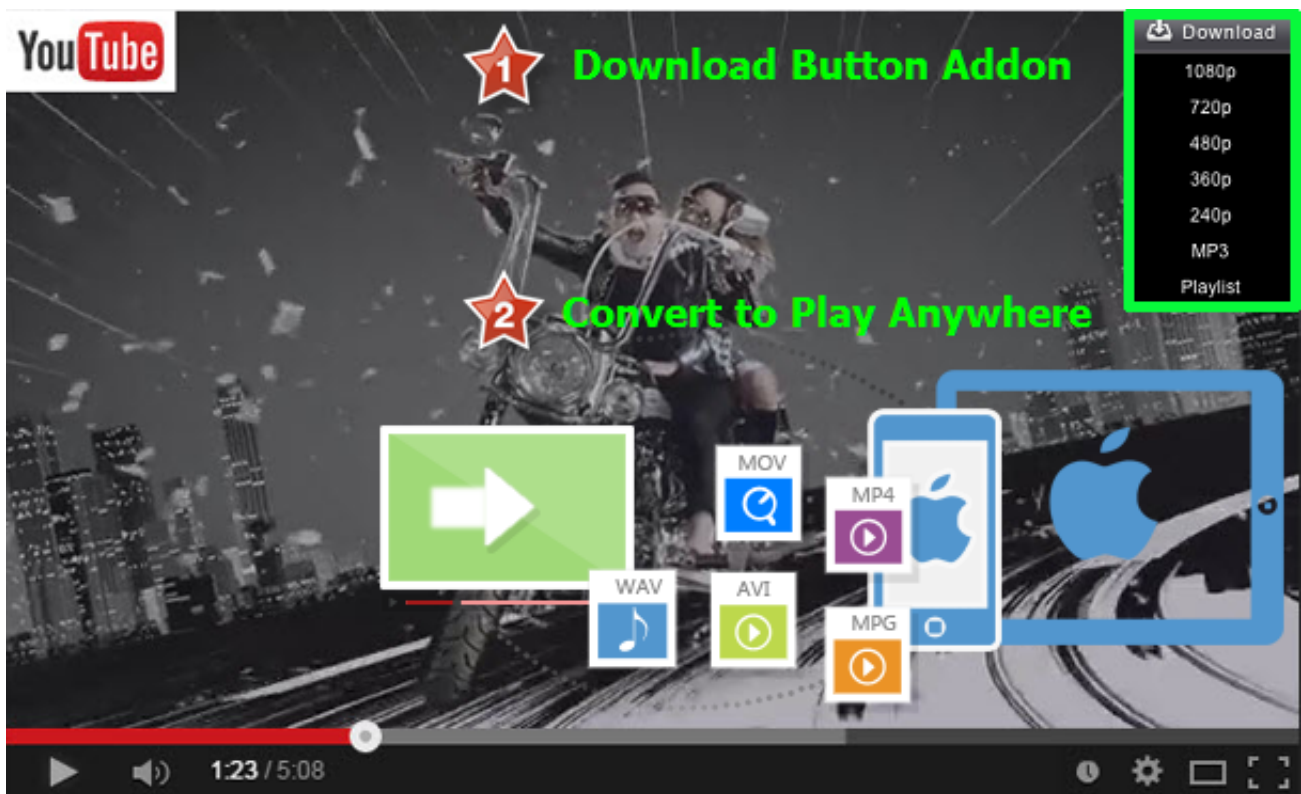 YouTube
1 Download Button Addon
Download
1080p
720p
480p
360p
240p
MP3
Playlist
2 Convert to Play Anywhere
MOV
MP4
WAV
AVI
MPG
1:23 / 5:08